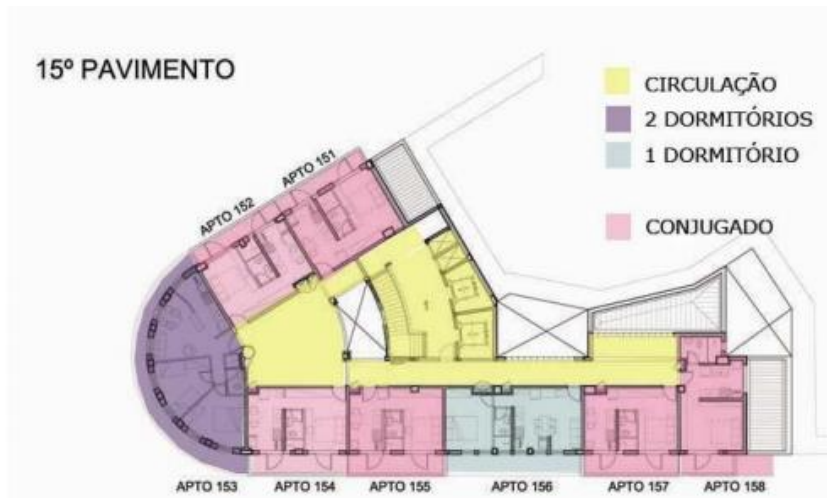 15º PAVIMENTO
CIRCULAÇÃO
2 DORMITÓRIOS
1 DORMITÓRIO
CONJUGADO
APTO 151
APTO 152
APTO 153
APTO 154
APTO 155
APTO 156
APTO 157
APTO 158